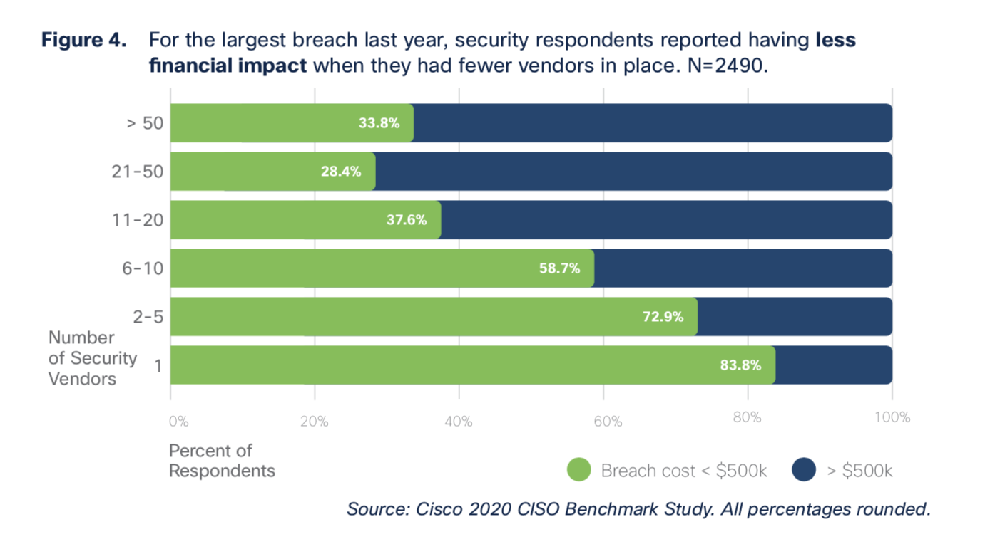 Figure 4. For the largest breach last year, security respondents reported having less
financial impact when they had fewer vendors in place. N=2490.
> 50
33.8%
21-50
28.4%
11-20
37.6%
6-10
58.7%
2-5
72.9%
Number
of Security
Vendors
1
83.8%
0% 20% 40% 60% 80% 100%
Percent of
Respondents
Breach cost < $500k > $500k
Source: Cisco 2020 CISO Benchmark Study. All percentages rounded.